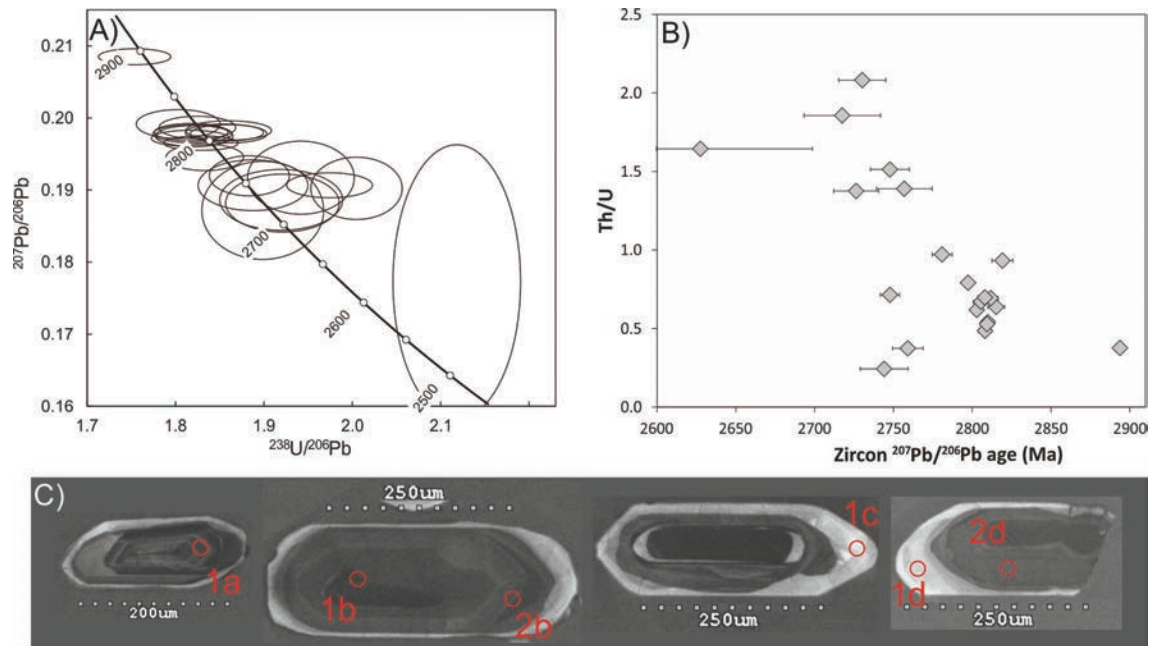 A)
0.21
0.20
0.19
0.18
0.17
0.16
²⁰⁷Pb/²⁰⁶Pb
2900
2800
2700
2600
2500
1.7
1.8
1.9
2.0
2.1
²³⁸U/²⁰⁶Pb
B)
2.5
2.0
1.5
1.0
0.5
0.0
Th/U
2600
2700
2750
2800
2850
2900
Zircon ²⁰⁷Pb/²⁰⁶Pb age (Ma)
C)
1a
200um
250um
1b
2b
1c
250um
2d
1d
250um